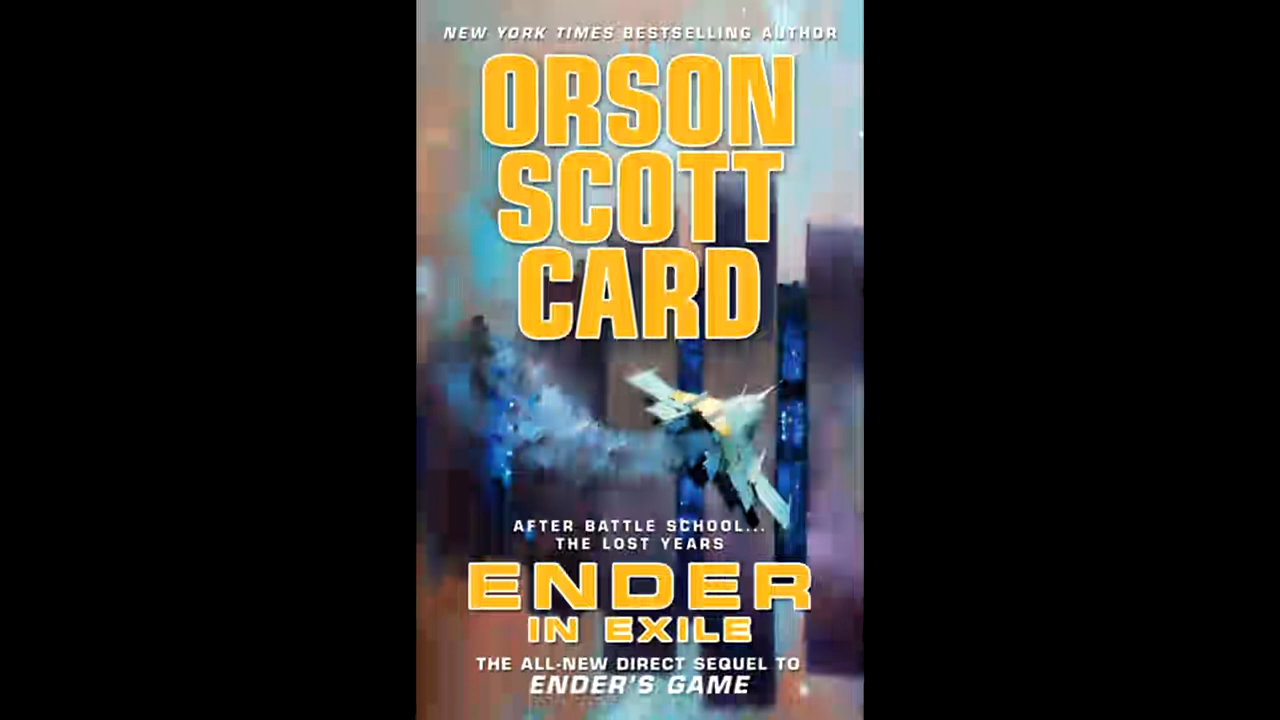 NEW YORK TIMES BESTSELLING AUTHOR
ORSON
SCOTT
CARD
AFTER BATTLE SCHOOL...
THE LOST YEARS
ENDER
IN EXILE
THE ALL-NEW DIRECT SEQUEL TO
ENDER'S GAME